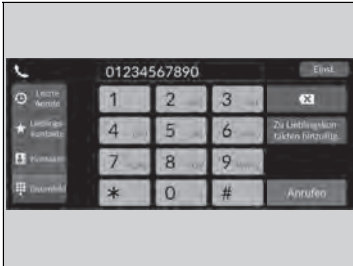 01234567890
Einst.
Letzte
Anrufe
1 2 3
Lieblings-
kontakte
4 5 6
Zu Lieblingskon-
takten hinzufüg.
Kontakte
7 8 9
* 0 #
Anrufen